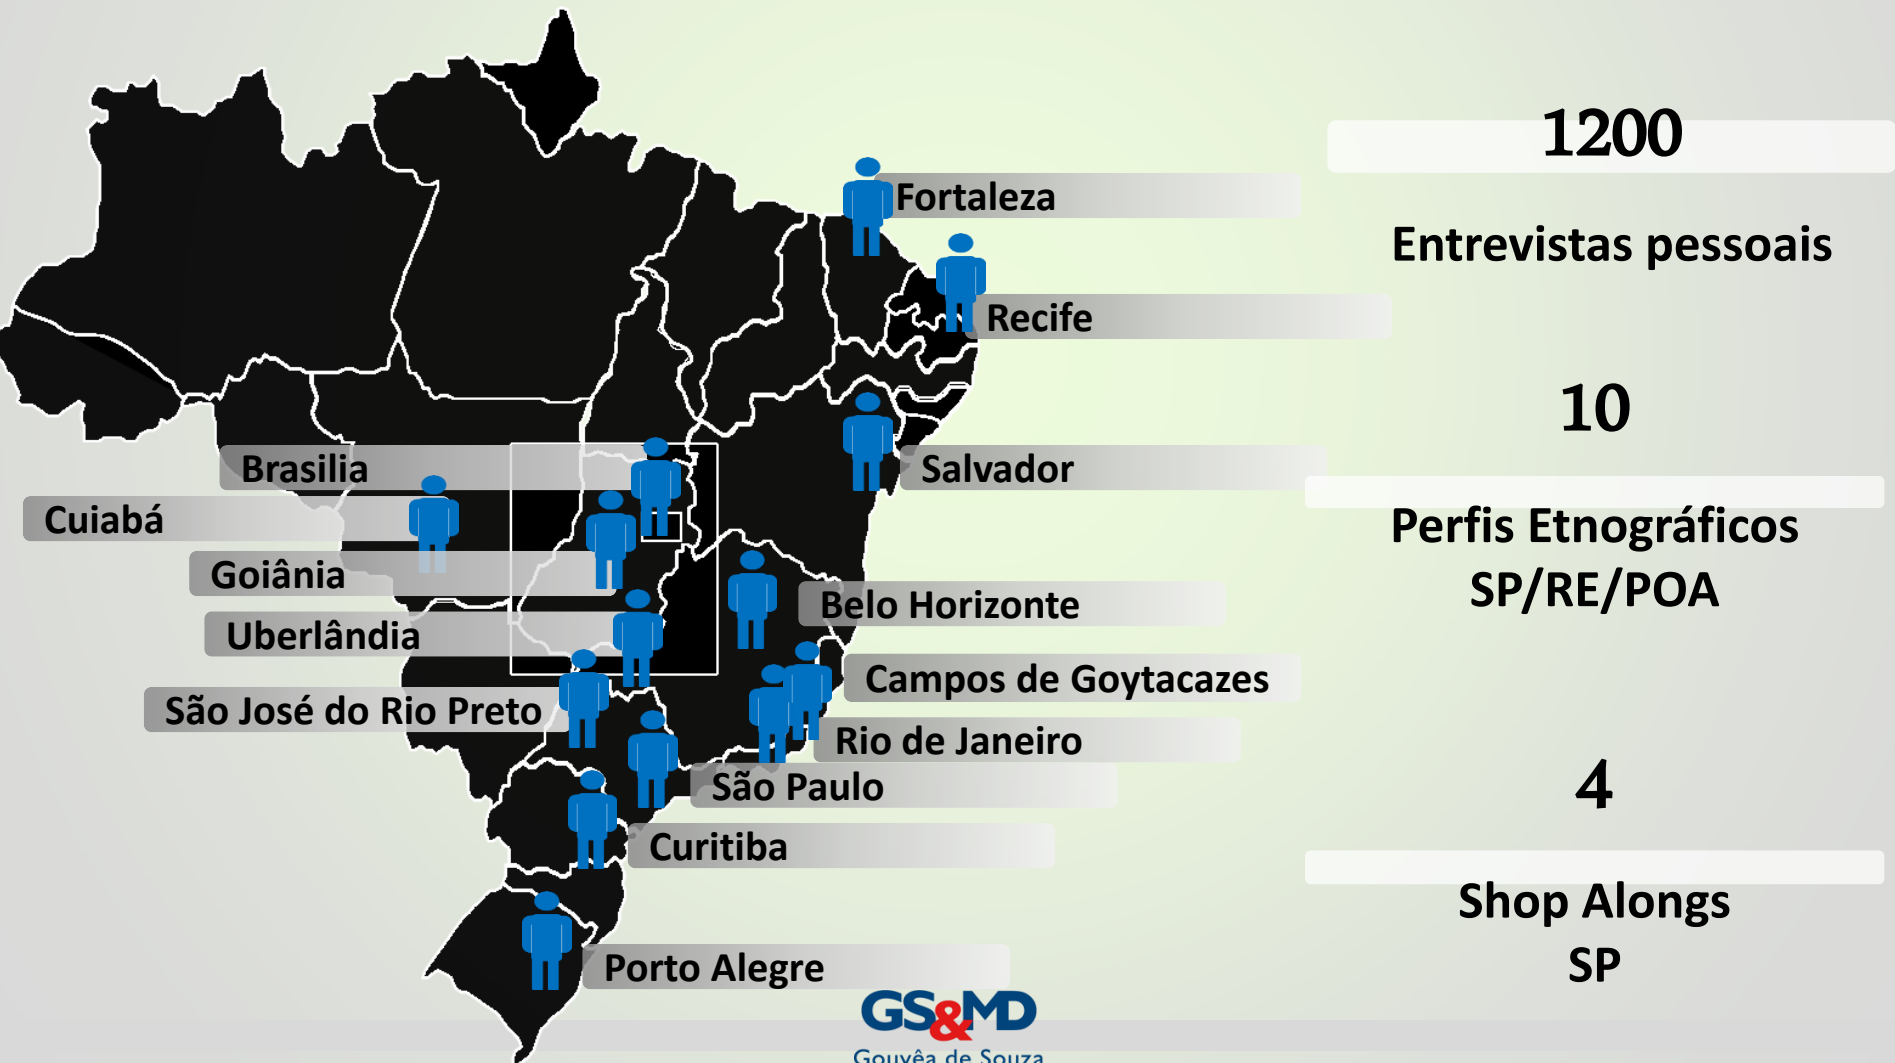 Fortaleza
Recife
Brasilia
Salvador
Cuiabá
Goiânia
Belo Horizonte
Uberlândia
Campos de Goytacazes
São José do Rio Preto
Rio de Janeiro
São Paulo
Curitiba
Porto Alegre
1200
Entrevistas pessoais
10
Perfis Etnográficos
SP/RE/POA
4
Shop Alongs
SP
GS&MD
Gouvêa de Souza